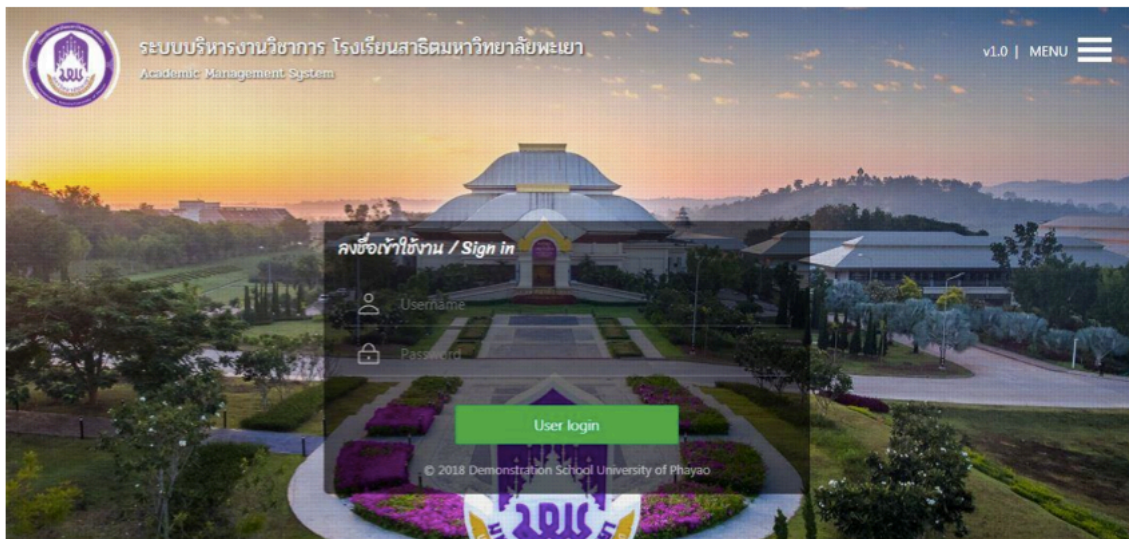 ระบบบริหารงานวิชาการ โรงเรียนสาธิตมหาวิทยาลัยพะเยา
Academic Management System
v1.0 | MENU
ลงชื่อเข้าใช้งาน / Sign in
Username
Password
User login
© 2018 Demonstration School University of Phayao